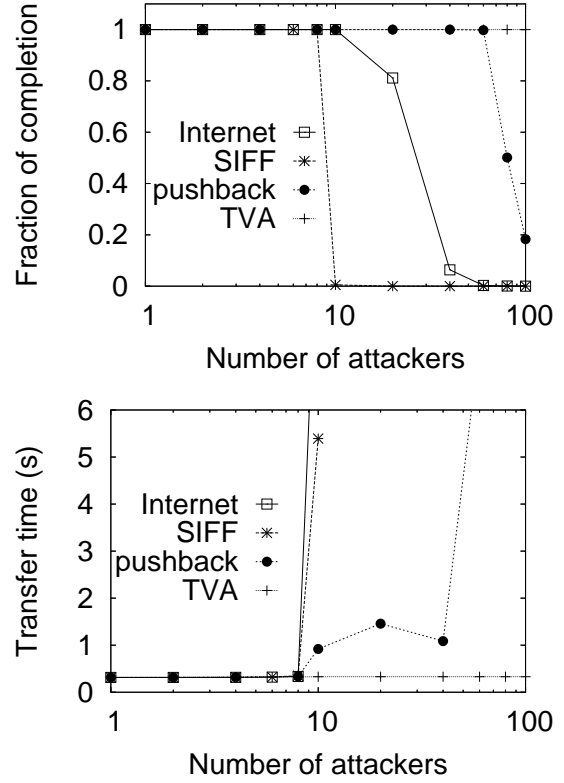 1
0.8
0.6
0.4
0.2
0
Fraction of completion
Internet
SIFF
pushback
TVA
1 10 100
Number of attackers
6
5
4
3
2
1
0
Transfer time (s)
Internet
SIFF
pushback
TVA
1 10 100
Number of attackers